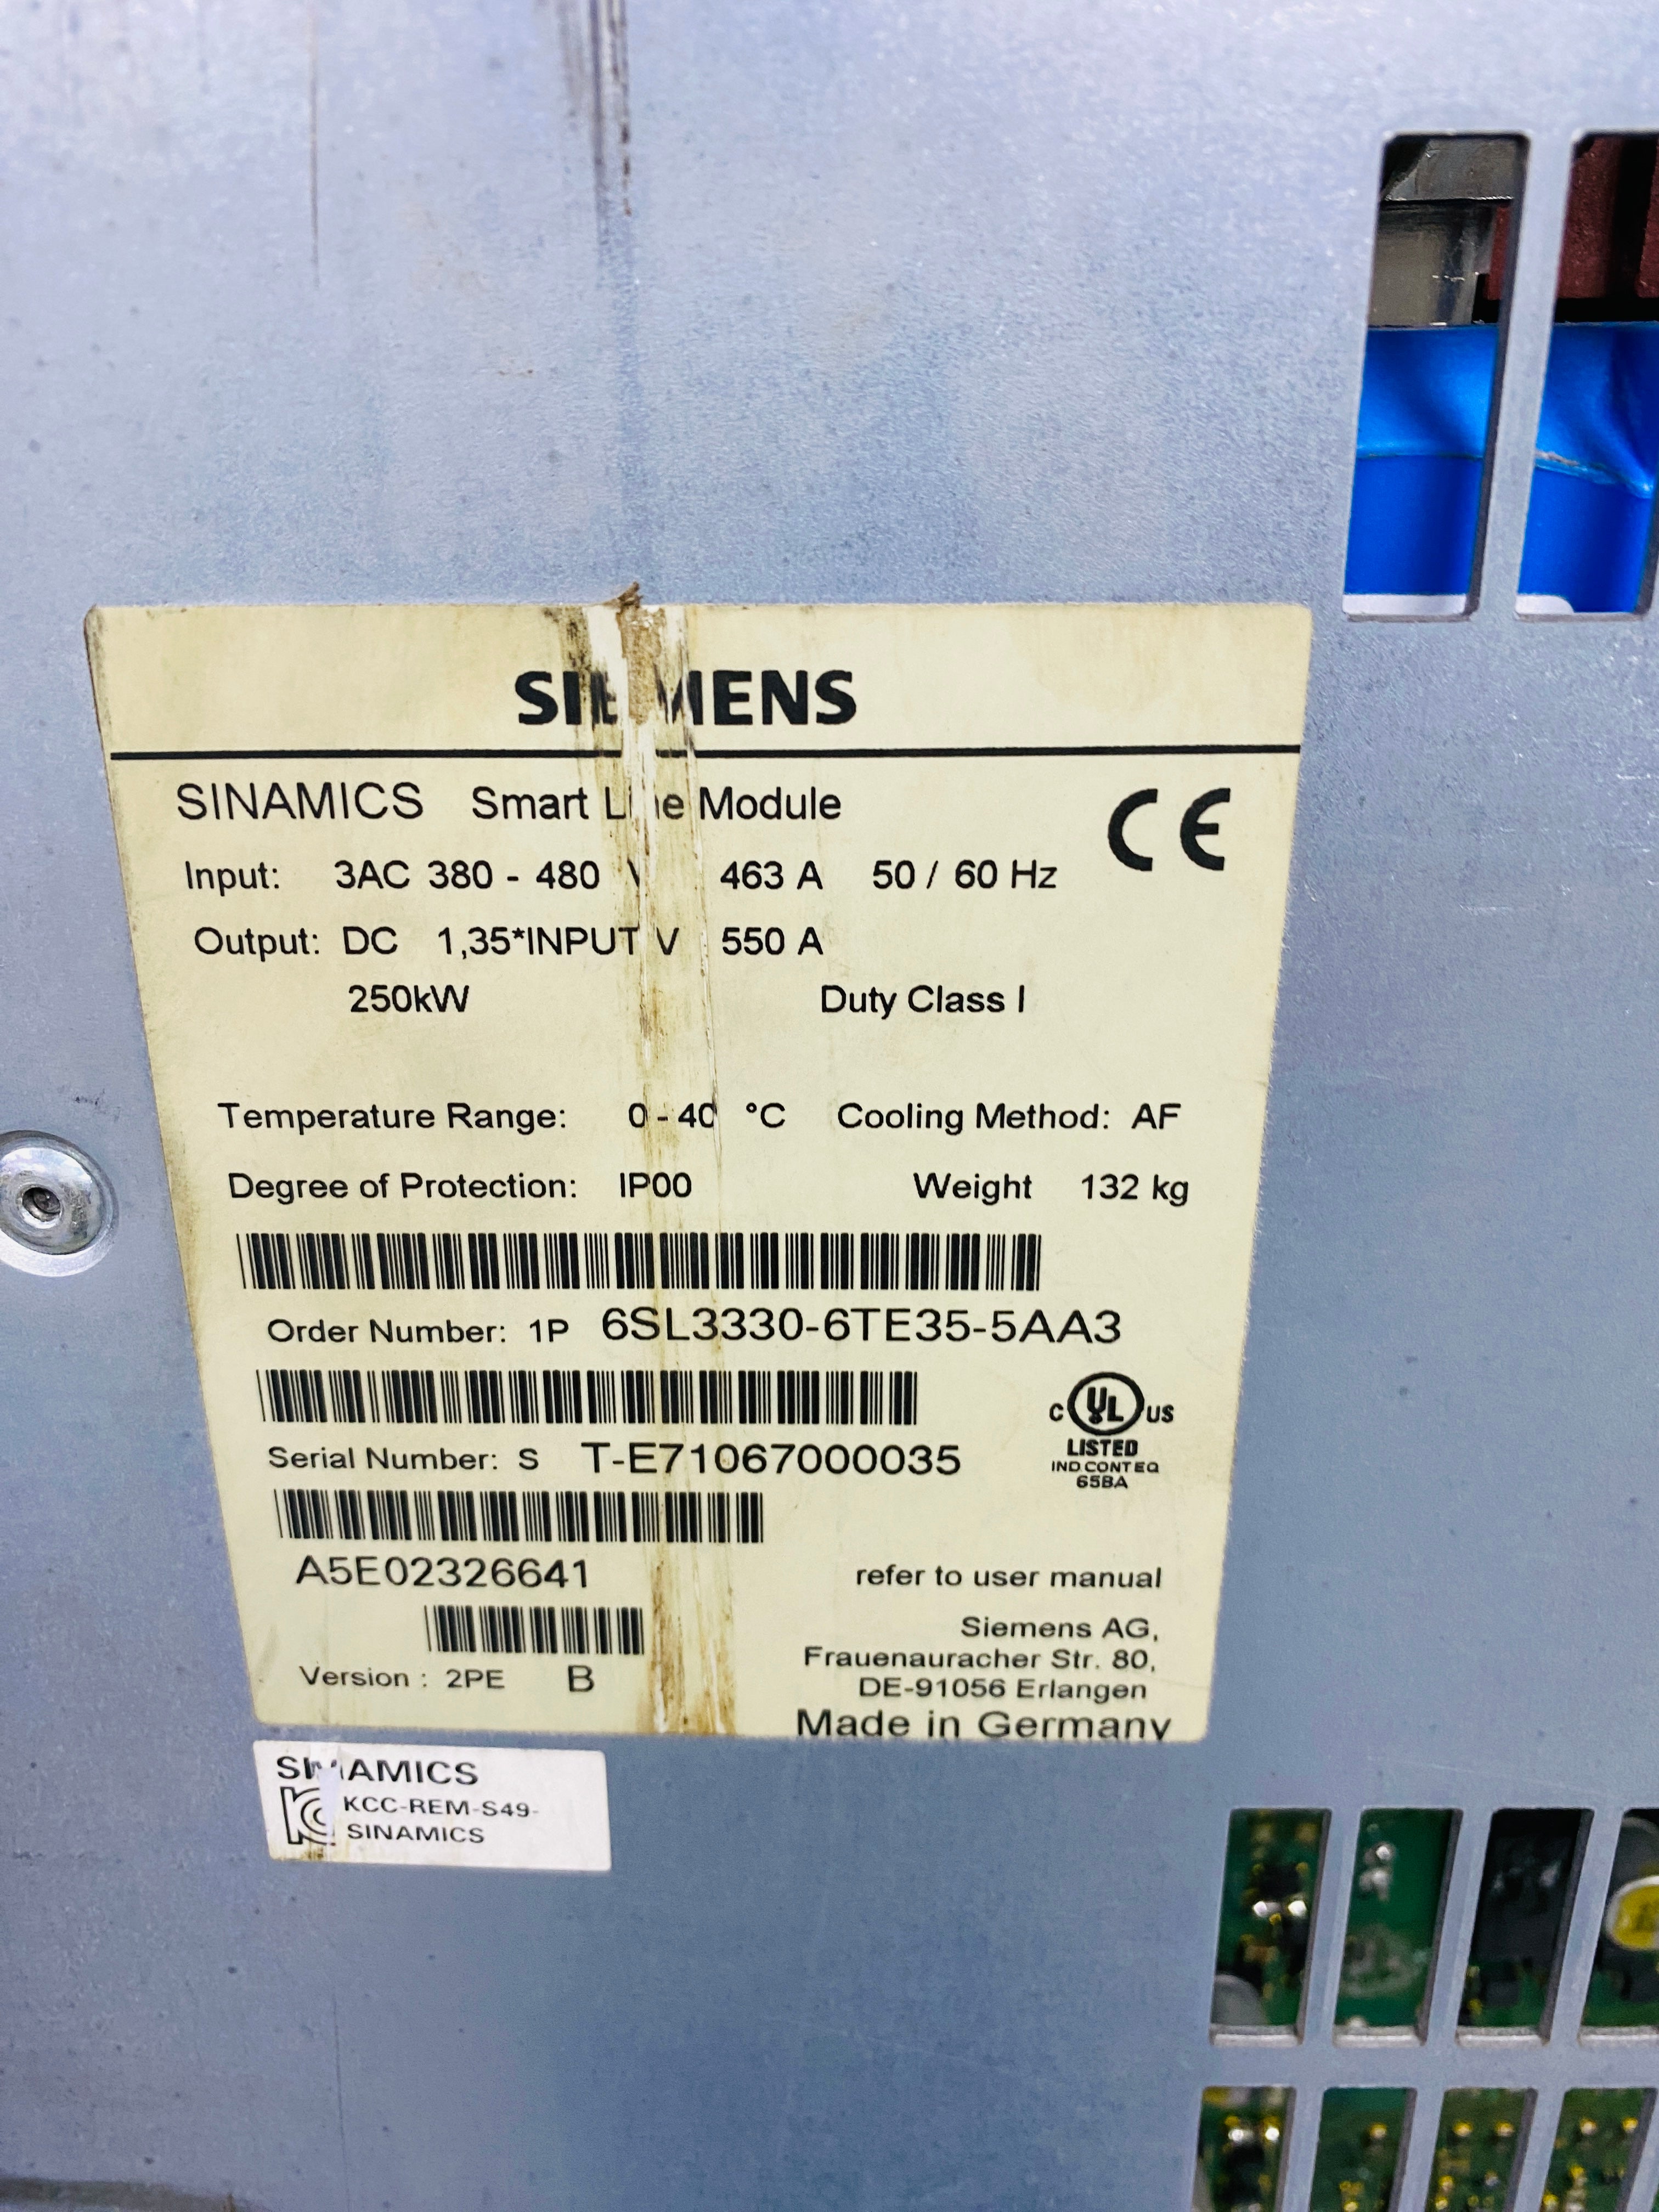 SIEMENS
SINAMICS Smart Line Module
CE
Input: 3AC 380 - 480 V 463 A 50 / 60 Hz
Output: DC 1,35*INPUT V 550 A
250kW Duty Class I
Temperature Range: 0 - 40 °C Cooling Method: AF
Degree of Protection: IP00 Weight 132 kg
Order Number: 1P 6SL3330-6TE35-5AA3
Serial Number: S T-E71067000035
C UL US
LISTED
IND CONT EQ
65BA
A5E02326641
refer to user manual
Version : 2PE B
Siemens AG,
Frauenauracher Str. 80,
DE-91056 Erlangen
Made in Germany
SINAMICS
KCC-REM-S49-
SINAMICS